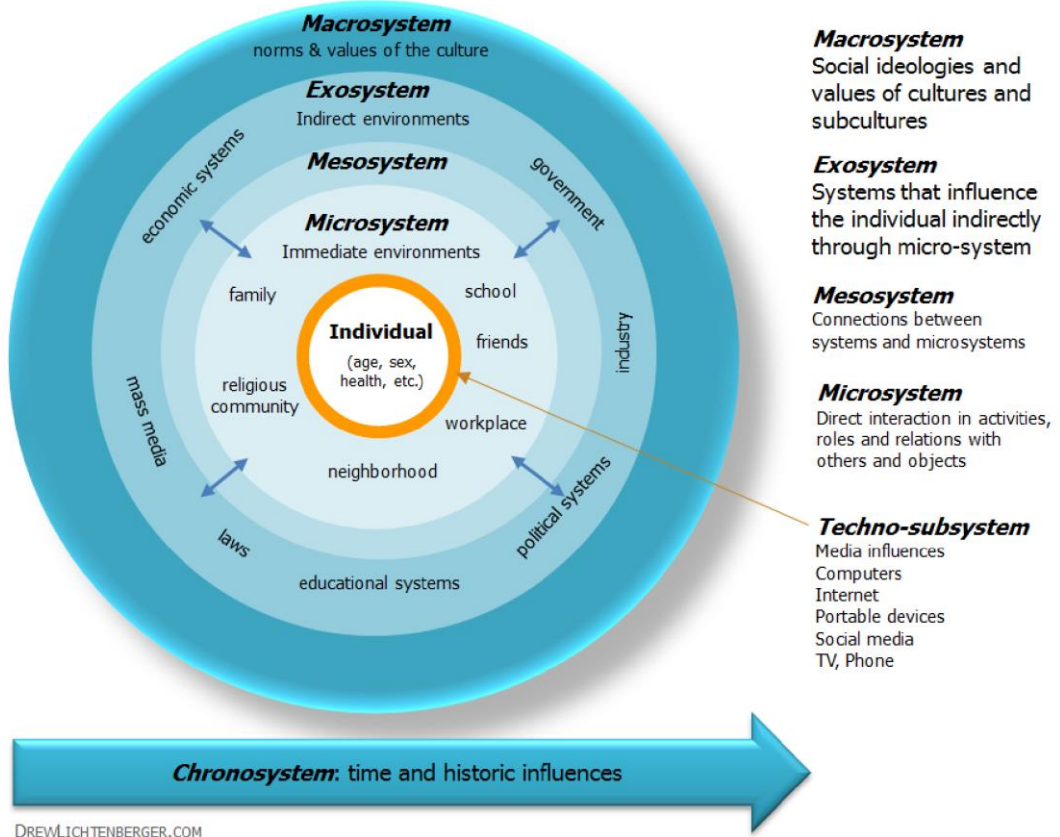 Macrosystem
norms & values of the culture
Exosystem
Indirect environments
Mesosystem
Microsystem
Immediate environments
economic systems
government
family
school
Individual
(age, sex,
health, etc.)
friends
industry
religious
community
mass media
workplace
neighborhood
laws
political systems
educational systems
Macrosystem
Social ideologies and
values of cultures and
subcultures
Exosystem
Systems that influence
the individual indirectly
through micro-system
Mesosystem
Connections between
systems and microsystems
Microsystem
Direct interaction in activities,
roles and relations with
others and objects
Techno-subsystem
Media influences
Computers
Internet
Portable devices
Social media
TV, Phone
Chronosystem: time and historic influences
DREWLICHTENBERGER.COM